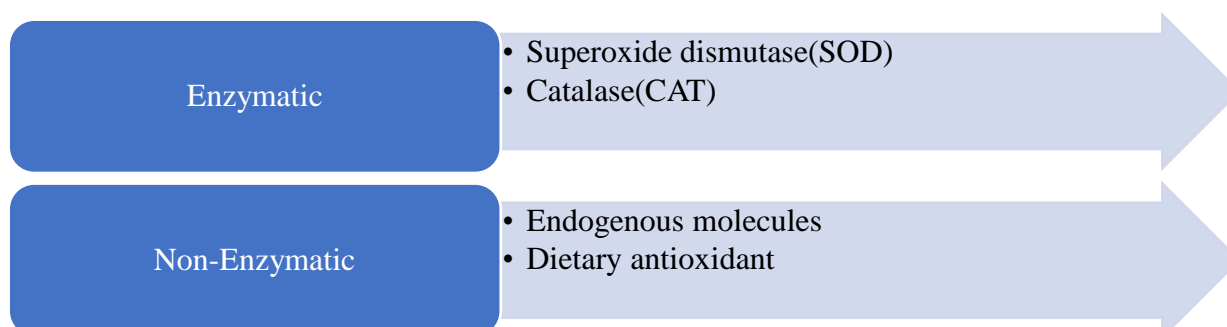 Enzymatic
• Superoxide dismutase(SOD)
• Catalase(CAT)
Non-Enzymatic
• Endogenous molecules
• Dietary antioxidant